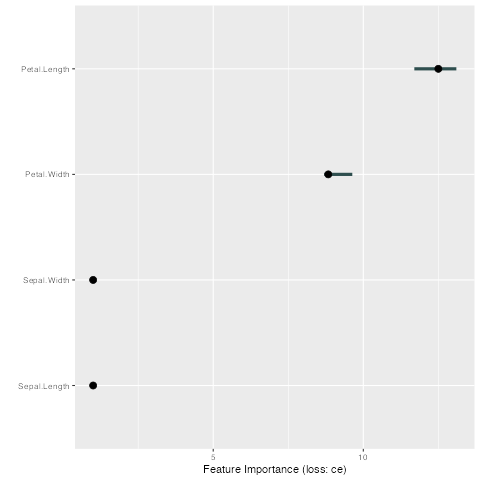 Petal.Length
Petal.Width
Sepal.Width
Sepal.Length
5
10
Feature Importance (loss: ce)